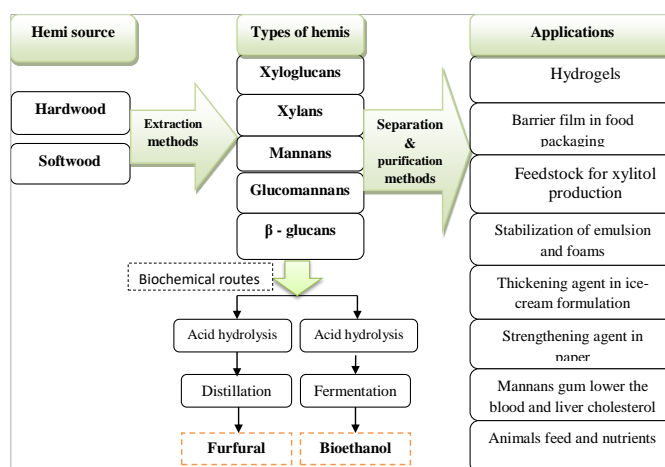 Hemi source
Hardwood
Softwood
Extraction
methods
Types of hemis
Xyloglucans
Xylans
Mannans
Glucomannans
β - glucans
Separation
&
purification
methods
Applications
Hydrogels
Barrier film in food
packaging
Feedstock for xylitol
production
Stabilization of emulsion
and foams
Thickening agent in ice-
cream formulation
Strengthening agent in
paper
Mannans gum lower the
blood and liver cholesterol
Animals feed and nutrients
Biochemical routes
Acid hydrolysis
Acid hydrolysis
Distillation
Fermentation
Furfural
Bioethanol